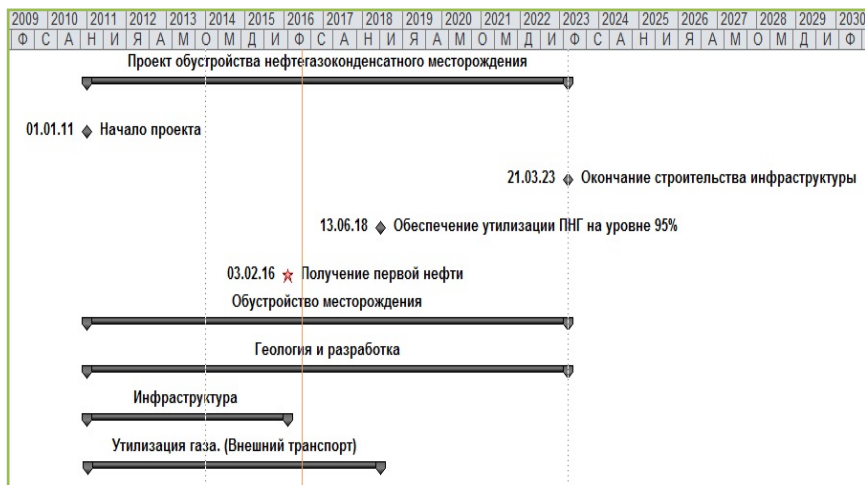 2009 2010 2011 2012 2013 2014 2015 2016 2017 2018 2019 2020 2021 2022 2023 2024 2025 2026 2027 2028 2029 2030
Ф С А Н И Я А М О М Д И Ф С А Н И Я А М О М Д И Ф С А Н И Я А М О М Д И Ф
Проект обустройства нефтегазоконденсатного месторождения
01.01.11 Начало проекта
21.03.23 Окончание строительства инфраструктуры
13.06.18 Обеспечение утилизации ПНГ на уровне 95%
03.02.16 Получение первой нефти
Обустройство месторождения
Геология и разработка
Инфраструктура
Утилизация газа. (Внешний транспорт)